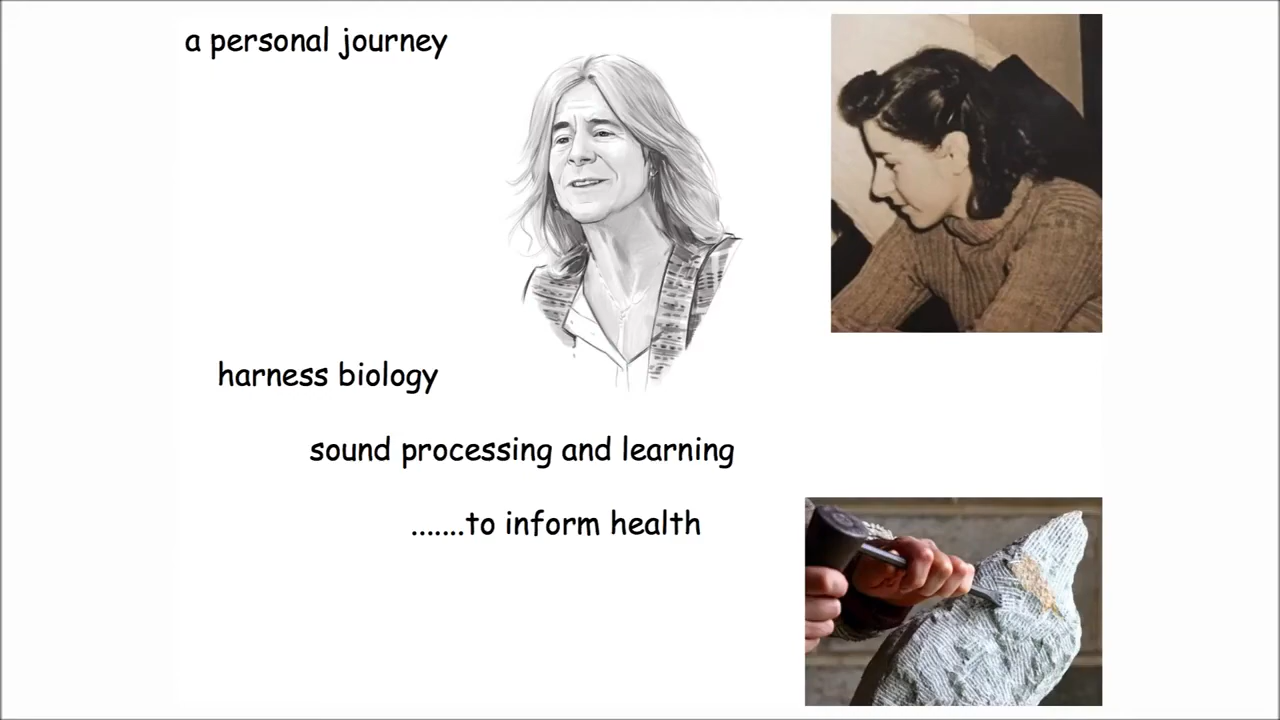 a personal journey
harness biology
sound processing and learning
.......to inform health